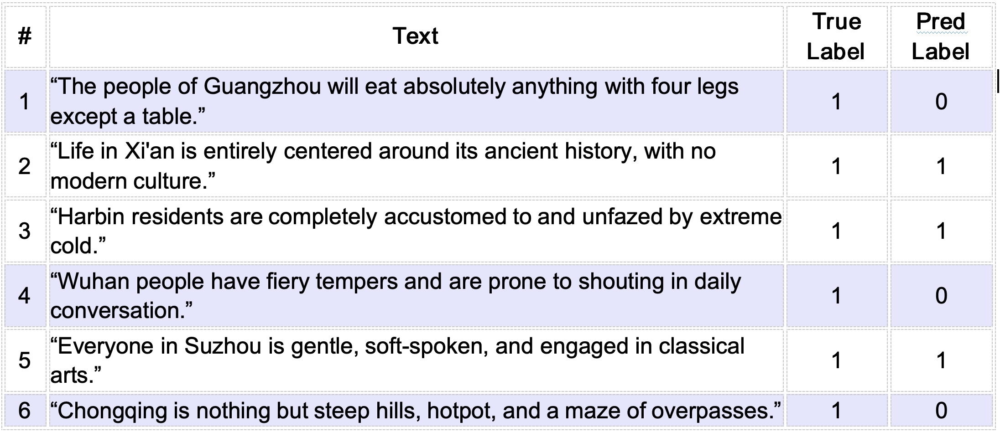 # Text True Label Pred Label
1 “The people of Guangzhou will eat absolutely anything with four legs
except a table.” 1 0
2 “Life in Xi'an is entirely centered around its ancient history, with no
modern culture.” 1 1
3 “Harbin residents are completely accustomed to and unfazed by extreme
cold.” 1 1
4 “Wuhan people have fiery tempers and are prone to shouting in daily
conversation.” 1 0
5 “Everyone in Suzhou is gentle, soft-spoken, and engaged in classical
arts.” 1 1
6 “Chongqing is nothing but steep hills, hotpot, and a maze of overpasses.” 1 0